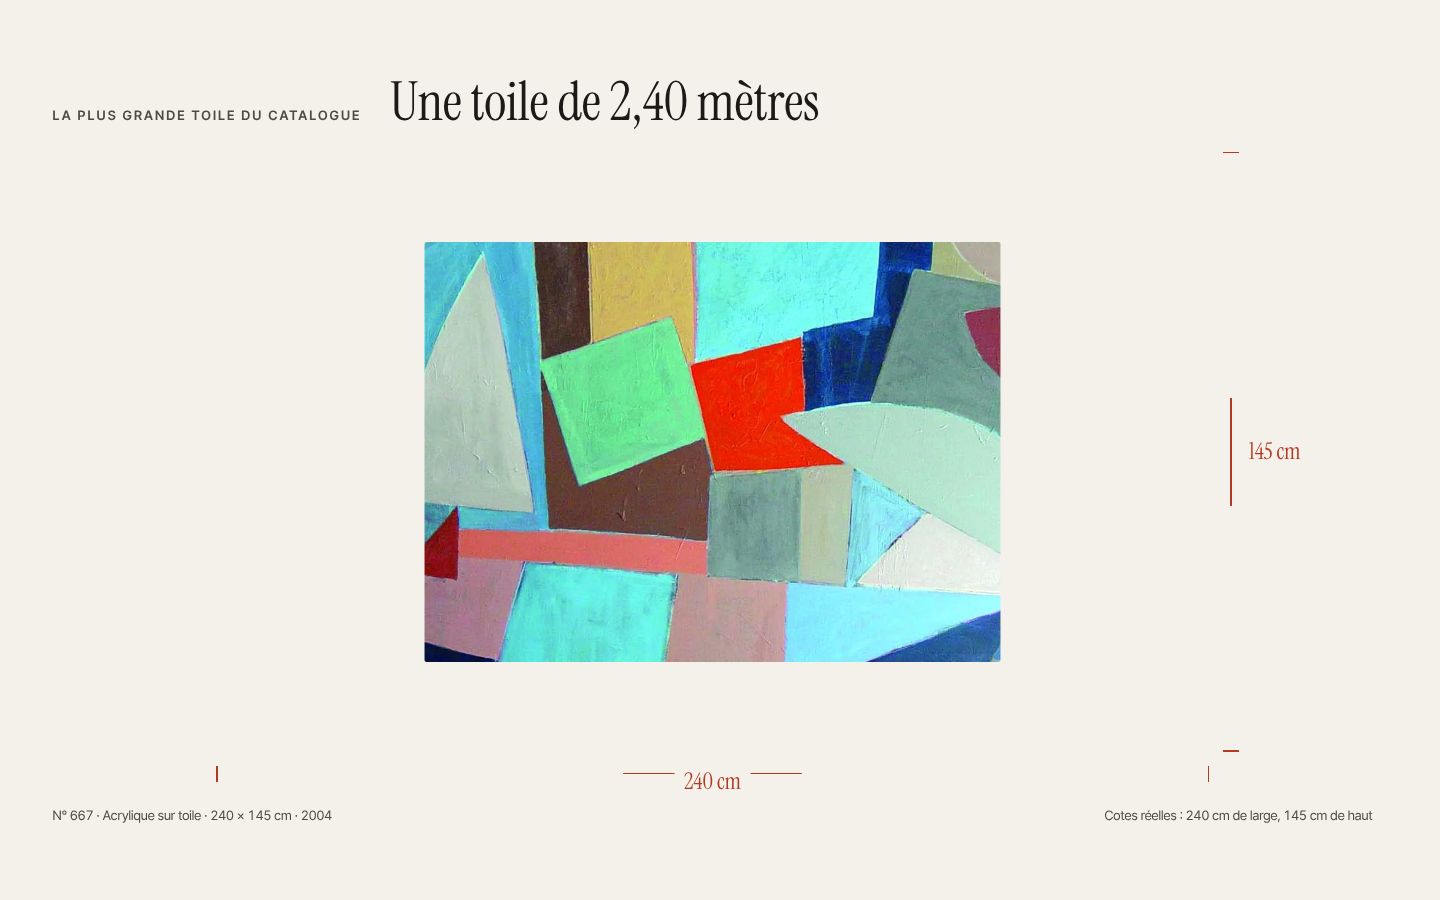 LA PLUS GRANDE TOILE DU CATALOGUE
Une toile de 2,40 mètres
145 cm
240 cm
N° 667 · Acrylique sur toile · 240 × 145 cm · 2004
Cotes réelles : 240 cm de large, 145 cm de haut